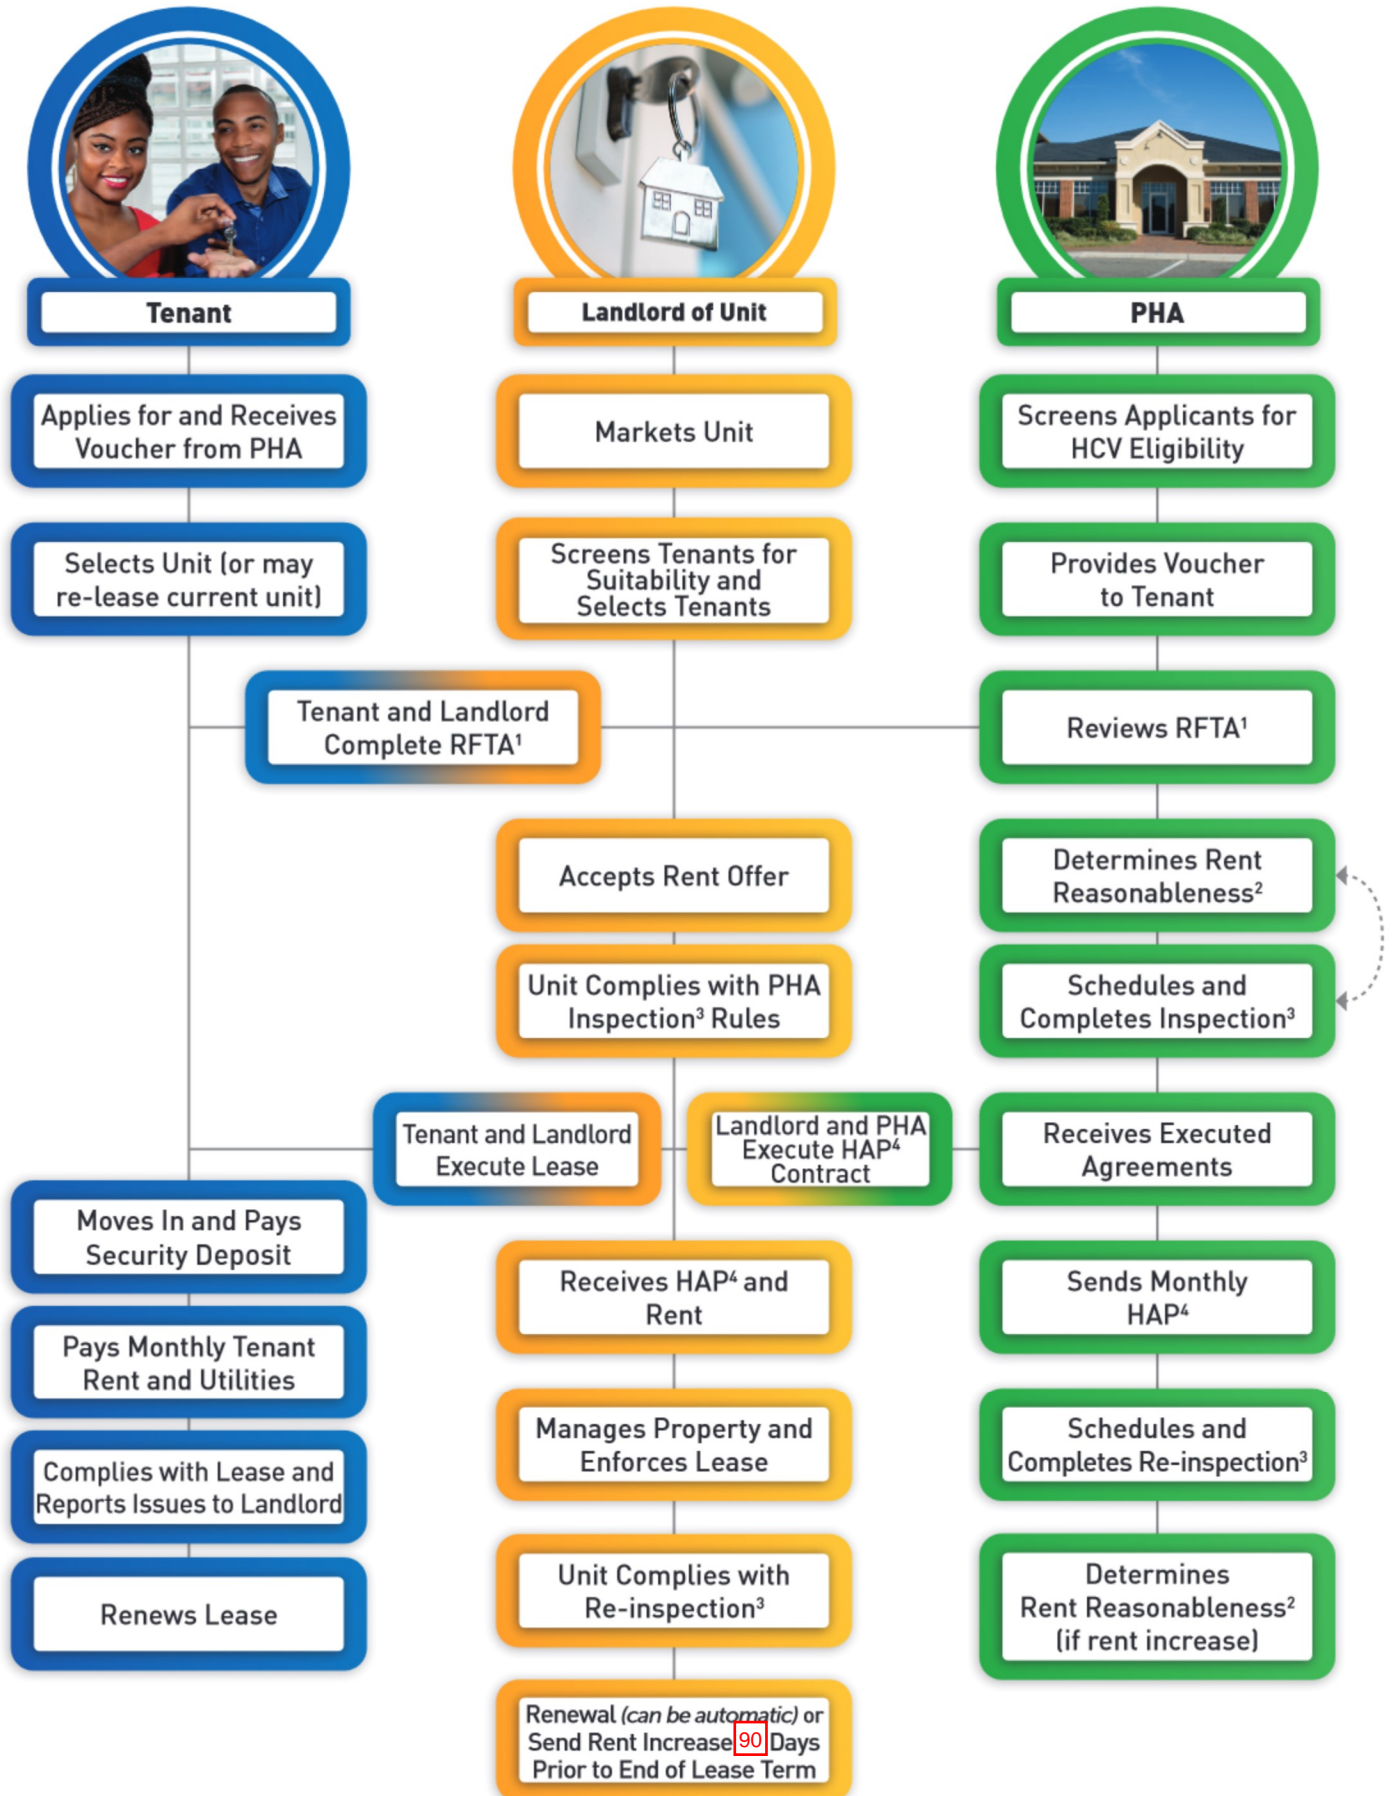 Tenant
Landlord of Unit
PHA
Applies for and Receives
Voucher from PHA
Markets Unit
Screens Applicants for
HCV Eligibility
Selects Unit (or may
re-lease current unit)
Screens Tenants for
Suitability and
Selects Tenants
Provides Voucher
to Tenant
Tenant and Landlord
Complete RFTA¹
Reviews RFTA¹
Accepts Rent Offer
Determines Rent
Reasonableness²
Unit Complies with PHA
Inspection³ Rules
Schedules and
Completes Inspection³
Tenant and Landlord
Execute Lease
Landlord and PHA
Execute HAP⁴
Contract
Receives Executed
Agreements
Moves In and Pays
Security Deposit
Receives HAP⁴ and
Rent
Sends Monthly
HAP⁴
Pays Monthly Tenant
Rent and Utilities
Manages Property and
Enforces Lease
Schedules and
Completes Re-inspection³
Complies with Lease and
Reports Issues to Landlord
Unit Complies with
Re-inspection³
Determines
Rent Reasonableness²
(if rent increase)
Renews Lease
Renewal (can be automatic) or
Send Rent Increase 90 Days
Prior to End of Lease Term